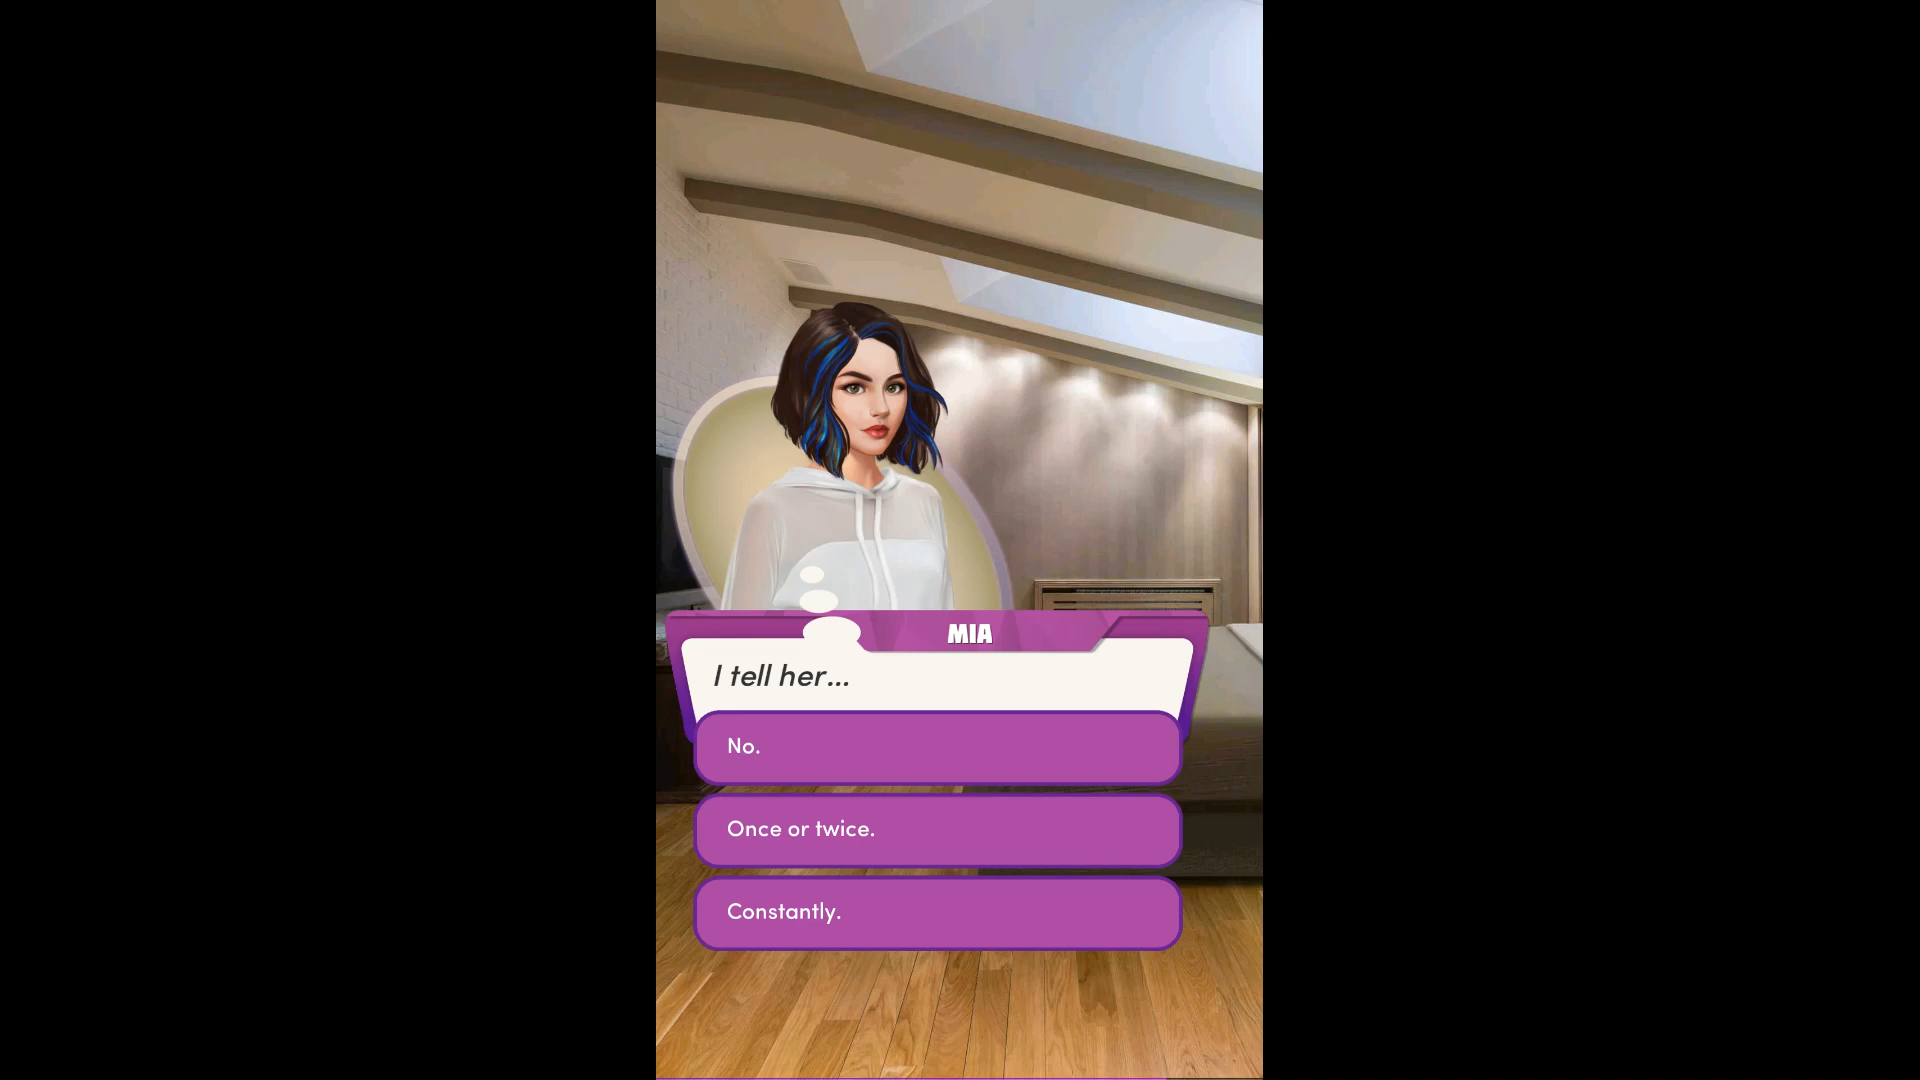 MIA
I tell her...
No.
Once or twice.
Constantly.